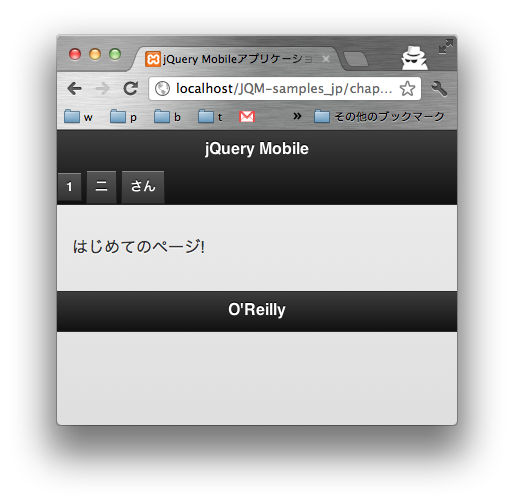 jQuery Mobileアプリケーショ
localhost/JQM-samples_jp/chap...
w p b t » その他のブックマーク
jQuery Mobile
1 二 さん
はじめてのページ!
O'Reilly